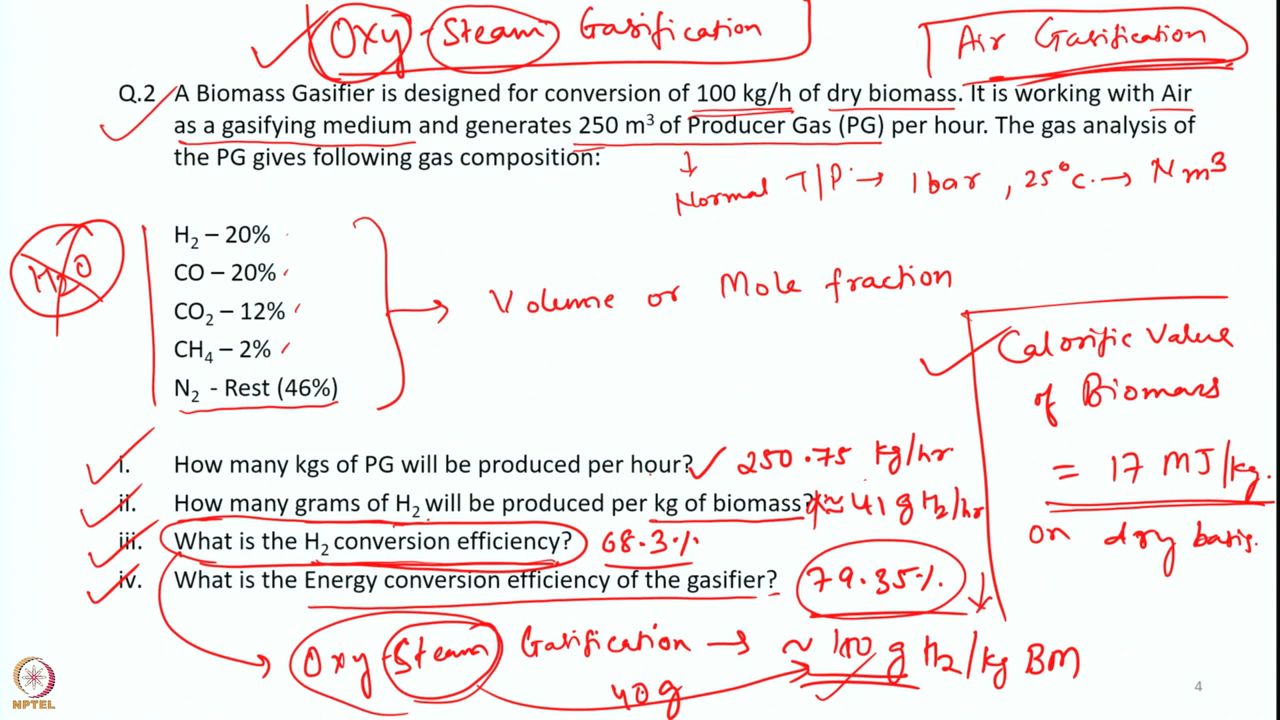 Oxy-Steam Gasification
Air Gasification
Q.2 A Biomass Gasifier is designed for conversion of 100 kg/h of dry biomass. It is working with Air
as a gasifying medium and generates 250 m³ of Producer Gas (PG) per hour. The gas analysis of
the PG gives following gas composition:
Normal T/P → 1 bar, 25°C. → Nm³
H₂O
H₂ – 20%
CO – 20%
CO₂ – 12%
CH₄ – 2%
N₂ - Rest (46%)
→ Volume or Mole fraction
Calorific Value
of Biomass
= 17 MJ/kg.
on dry basis.
i. How many kgs of PG will be produced per hour? 250.75 kg/hr
ii. How many grams of H₂ will be produced per kg of biomass? ≈ 41 g H₂/hr
iii. What is the H₂ conversion efficiency? 68.3%
iv. What is the Energy conversion efficiency of the gasifier? 79.35%.
Oxy-Steam Gasification → ~ 100 g H₂/kg BM
40g
NPTEL
4